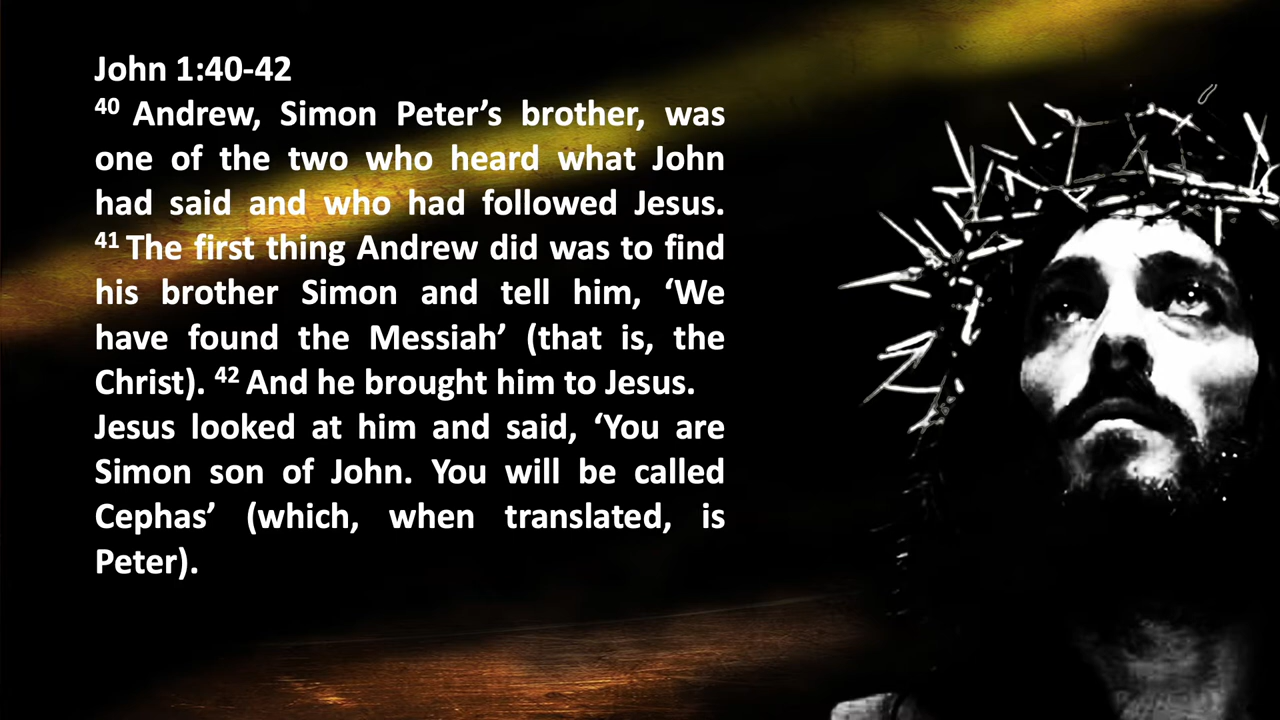 John 1:40-42
40 Andrew, Simon Peter’s brother, was
one of the two who heard what John
had said and who had followed Jesus.
41 The first thing Andrew did was to find
his brother Simon and tell him, ‘We
have found the Messiah’ (that is, the
Christ). 42 And he brought him to Jesus.
Jesus looked at him and said, ‘You are
Simon son of John. You will be called
Cephas’ (which, when translated, is
Peter).